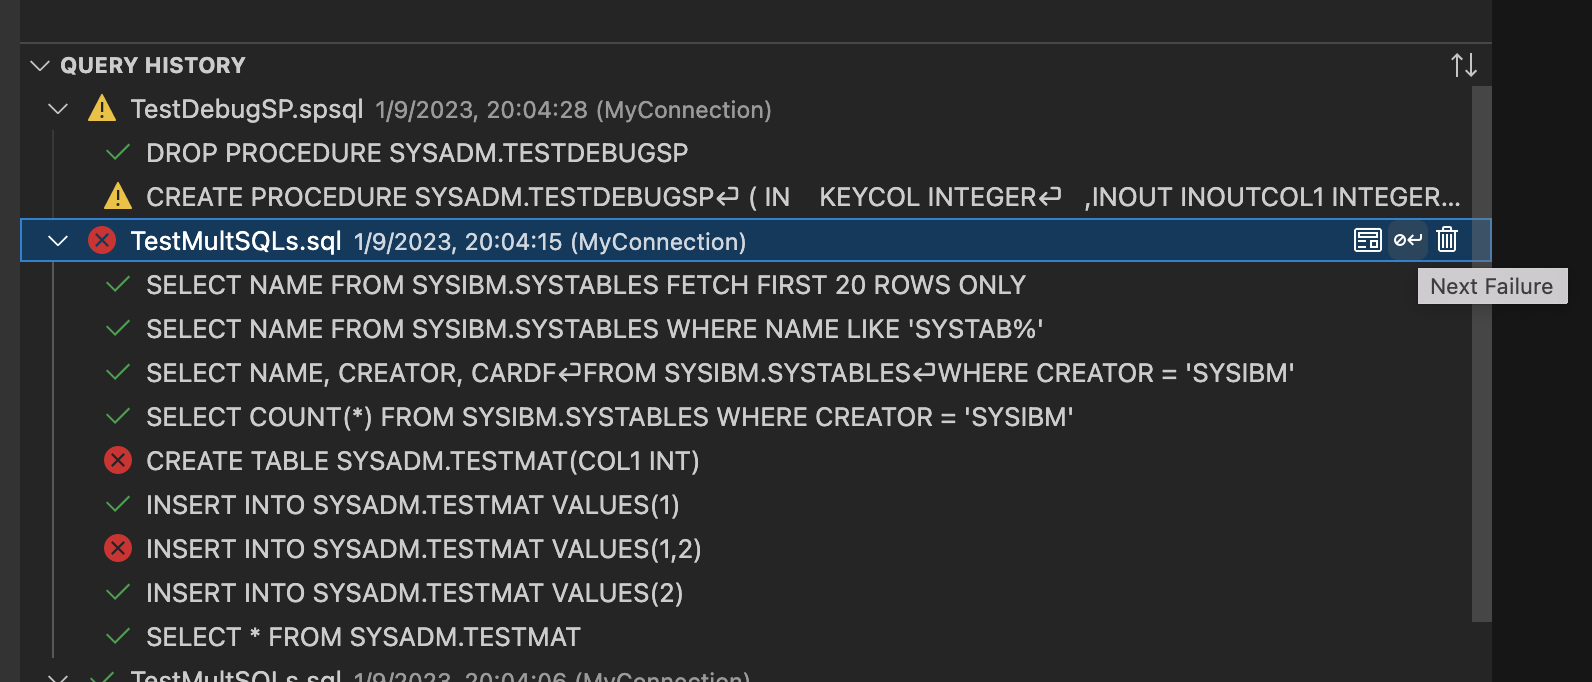 QUERY HISTORY
TestDebugSP.spsql 1/9/2023, 20:04:28 (MyConnection)
DROP PROCEDURE SYSADM.TESTDEBUGSP
CREATE PROCEDURE SYSADM.TESTDEBUGSP⏎ ( IN KEYCOL INTEGER⏎ ,INOUT INOUTCOL1 INTEGER...
TestMultSQLs.sql 1/9/2023, 20:04:15 (MyConnection)
Next Failure
SELECT NAME FROM SYSIBM.SYSTABLES FETCH FIRST 20 ROWS ONLY
SELECT NAME FROM SYSIBM.SYSTABLES WHERE NAME LIKE 'SYSTAB%'
SELECT NAME, CREATOR, CARDF⏎FROM SYSIBM.SYSTABLES⏎WHERE CREATOR = 'SYSIBM'
SELECT COUNT(*) FROM SYSIBM.SYSTABLES WHERE CREATOR = 'SYSIBM'
CREATE TABLE SYSADM.TESTMAT(COL1 INT)
INSERT INTO SYSADM.TESTMAT VALUES(1)
INSERT INTO SYSADM.TESTMAT VALUES(1,2)
INSERT INTO SYSADM.TESTMAT VALUES(2)
SELECT * FROM SYSADM.TESTMAT
TestMultSQLs.sql 1/9/2023, 20:04:06 (MyConnection)